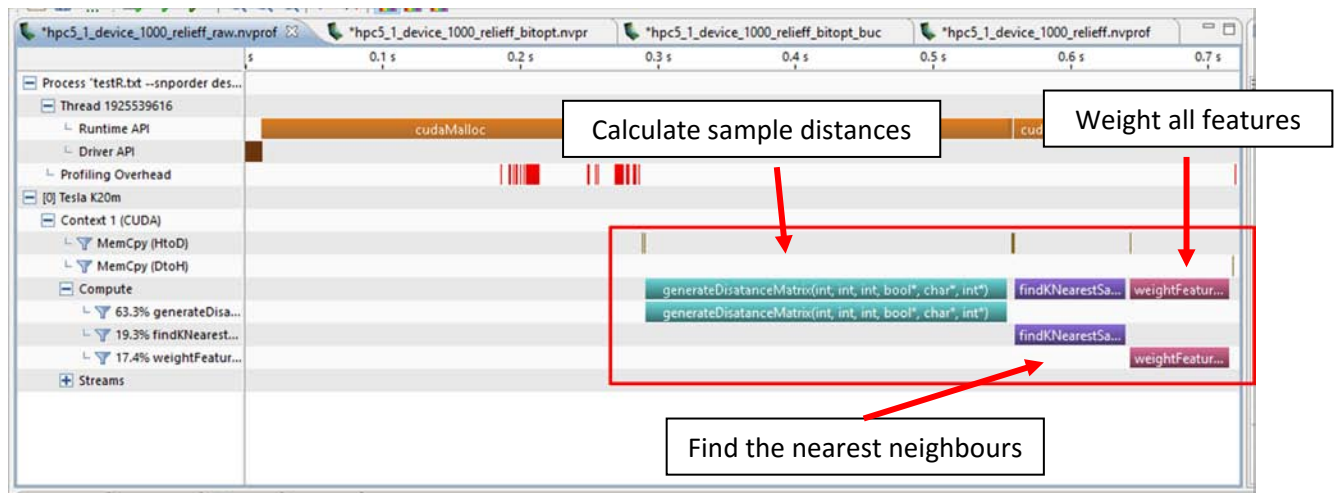 *hpc5_1_device_1000_relieff_raw.nvprof
*hpc5_1_device_1000_relieff_bitopt.nvpr
*hpc5_1_device_1000_relieff_bitopt_buc
*hpc5_1_device_1000_relieff.nvprof
s 0.1 s 0.2 s 0.3 s 0.4 s 0.5 s 0.6 s 0.7 s
Process "testR.txt --snporder des...
Thread 1925539616
Runtime API
cudaMalloc
Calculate sample distances
Weight all features
Driver API
Profiling Overhead
[0] Tesla K20m
Context 1 (CUDA)
MemCpy (HtoD)
MemCpy (DtoH)
Compute
generateDisatanceMatrix(int, int, int, bool*, char*, int*)
findKNearestSa...
weightFeatur...
63.3% generateDisa...
generateDisatanceMatrix(int, int, int, bool*, char*, int*)
19.3% findKNearest...
findKNearestSa...
17.4% weightFeatur...
weightFeatur...
Streams
Find the nearest neighbours